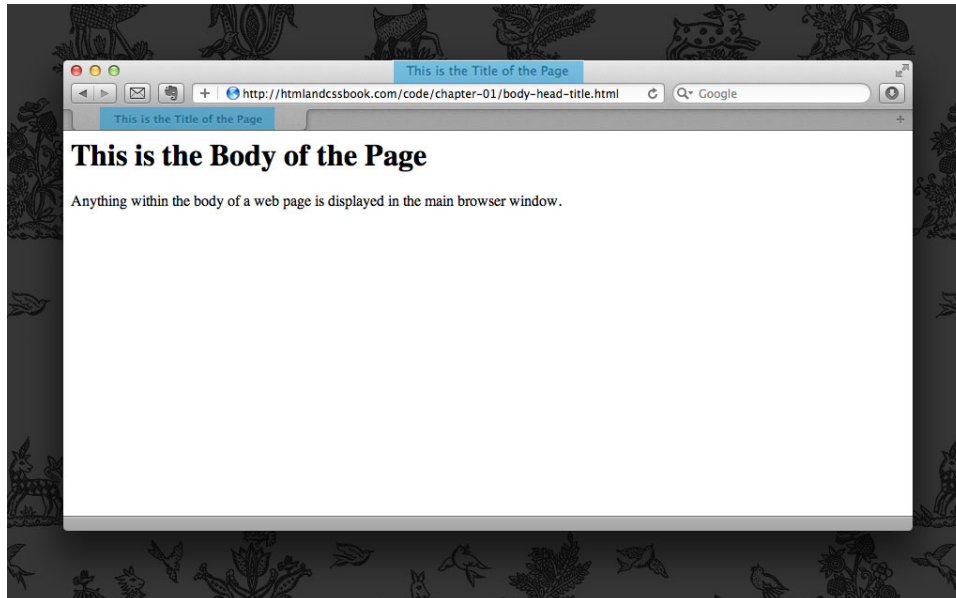 This is the Title of the Page
http://htmlandcssbook.com/code/chapter-01/body-head-title.html
Google
This is the Title of the Page
This is the Body of the Page
Anything within the body of a web page is displayed in the main browser window.